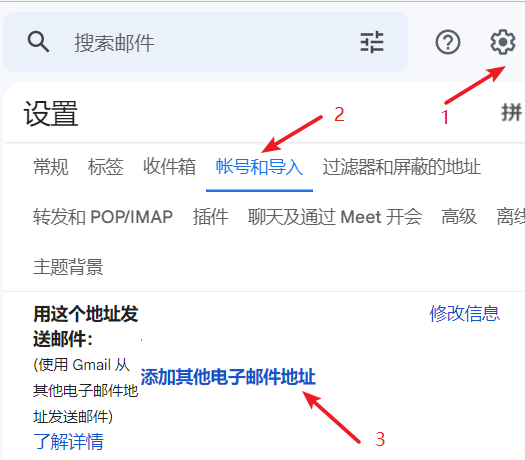 搜索邮件
1
设置
2
拼
常规 标签 收件箱 帐号和导入 过滤器和屏蔽的地址
转发和 POP/IMAP 插件 聊天及通过 Meet 开会 高级 离线
主题背景
用这个地址发
送邮件：
修改信息
(使用 Gmail 从
其他电子邮件地
址发送邮件)
添加其他电子邮件地址
了解详情
3